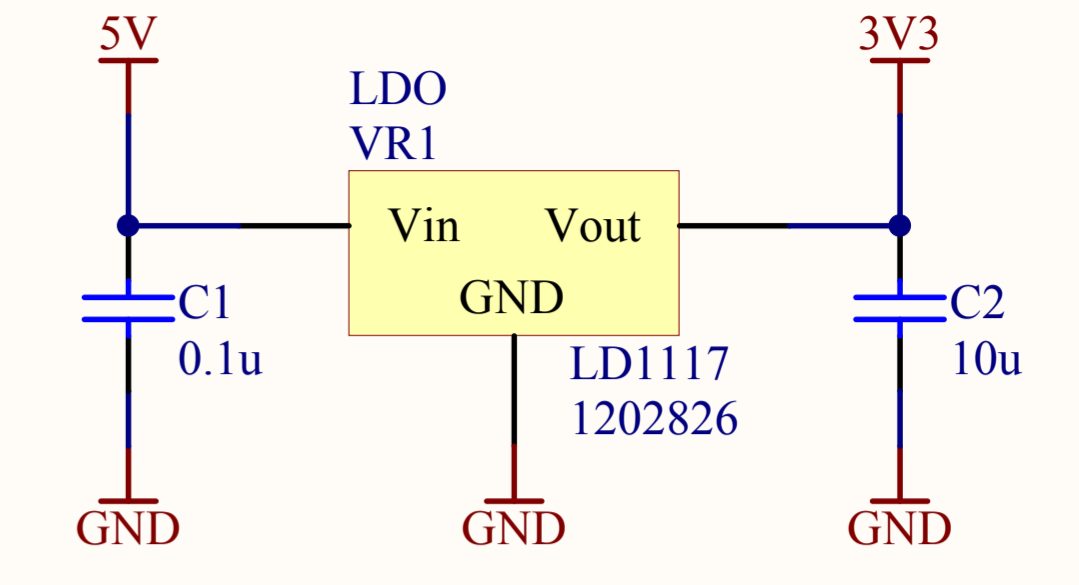 5V
3V3
LDO
VR1
Vin
Vout
GND
C1
0.1u
C2
10u
LD1117
1202826
GND
GND
GND